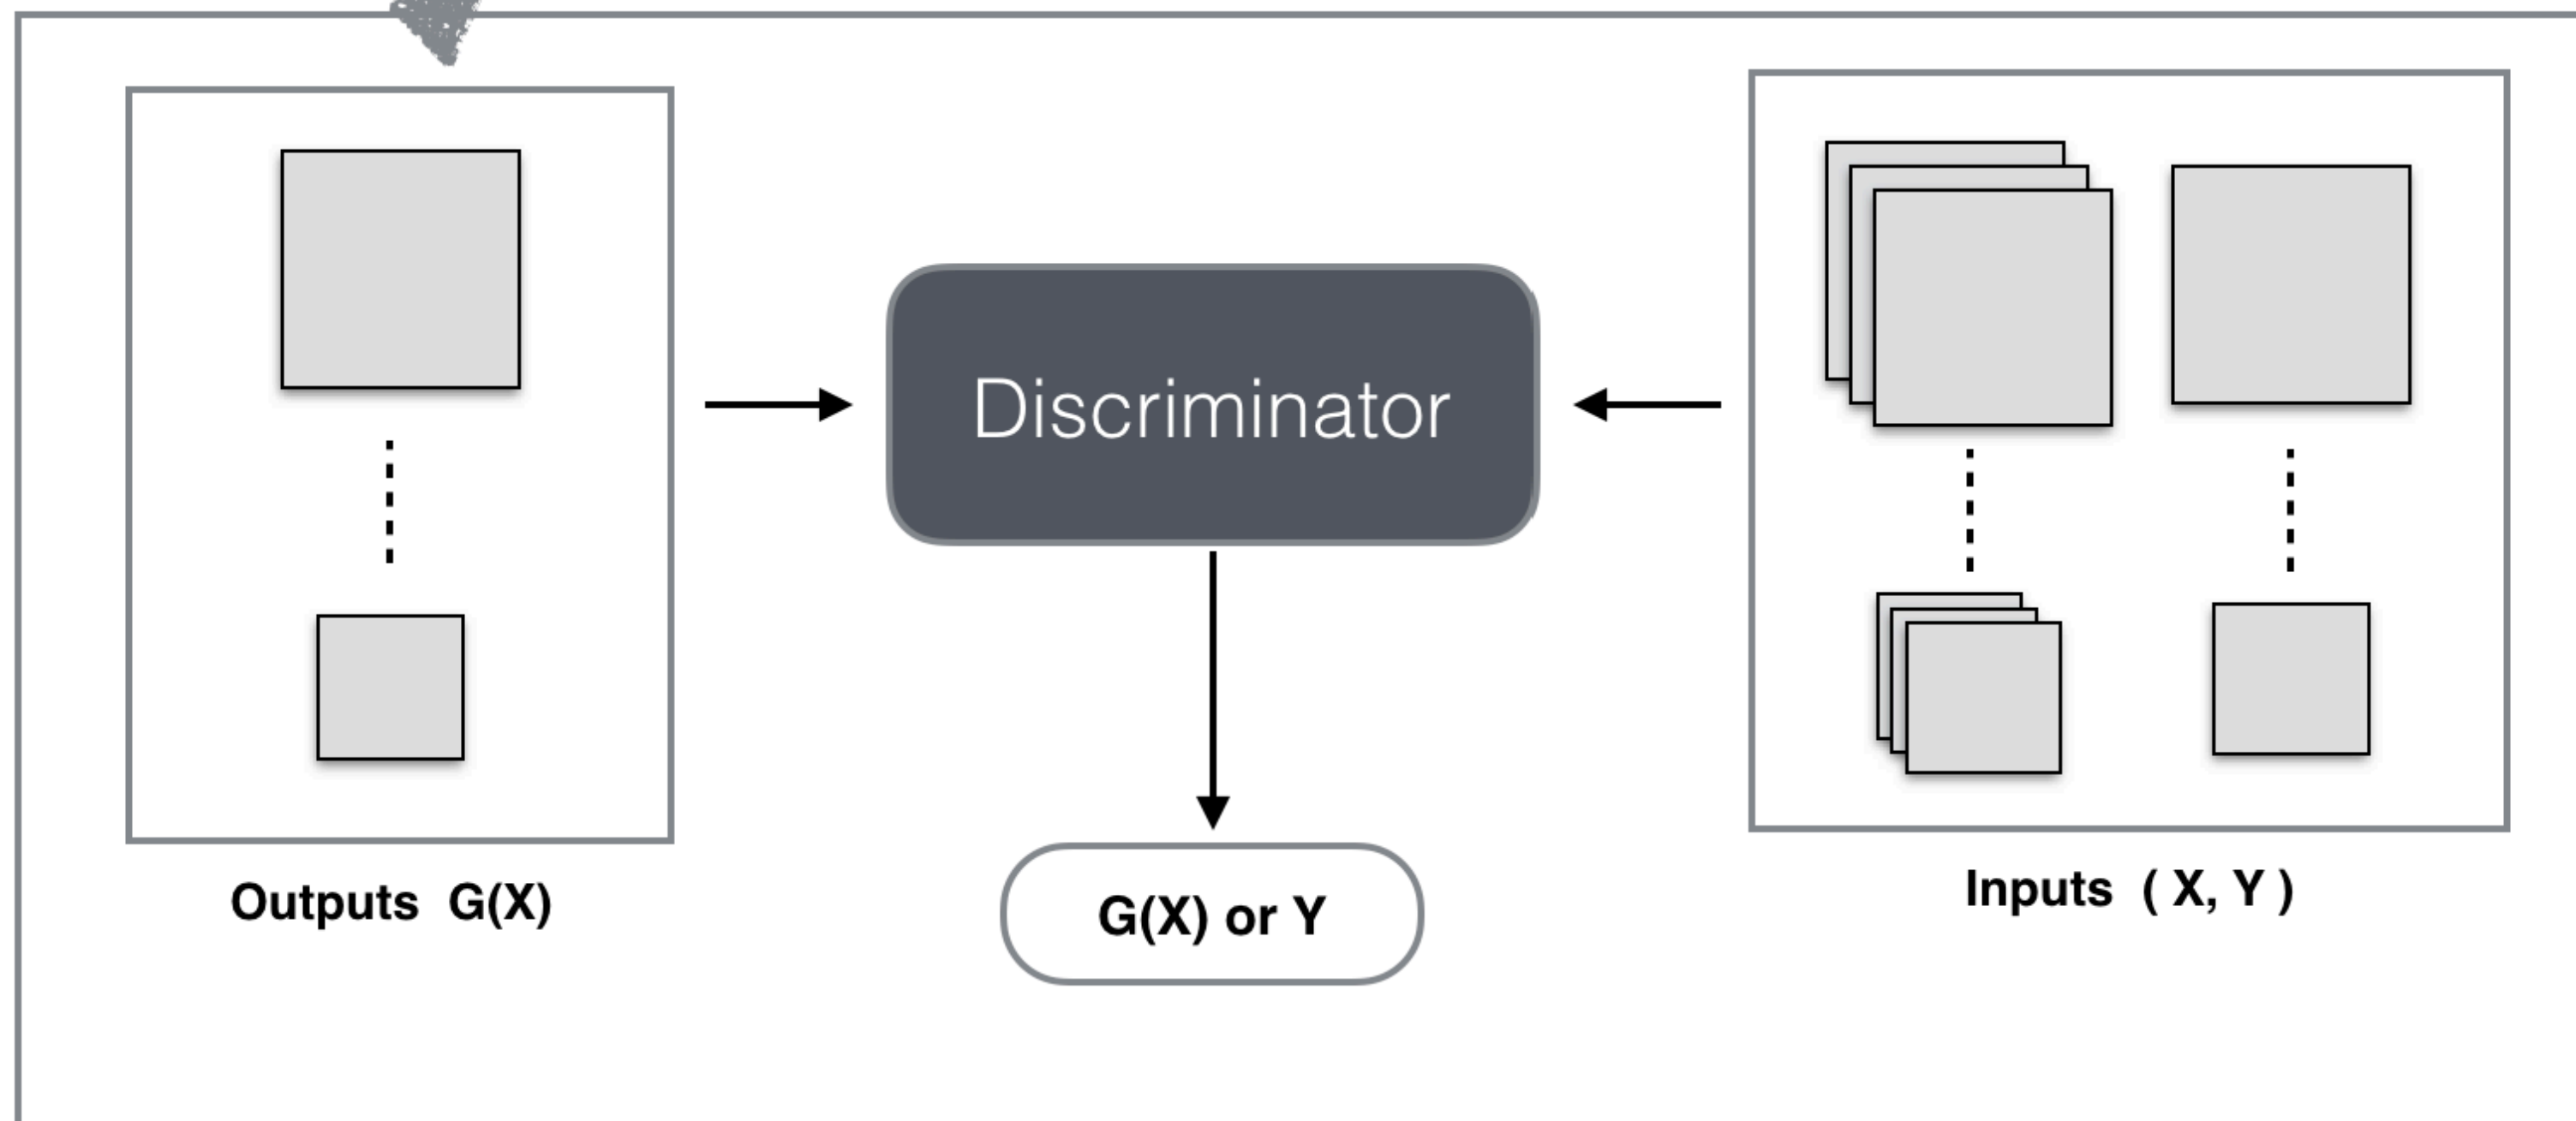 Discriminator
Outputs G(X)
G(X) or Y
Inputs ( X, Y )